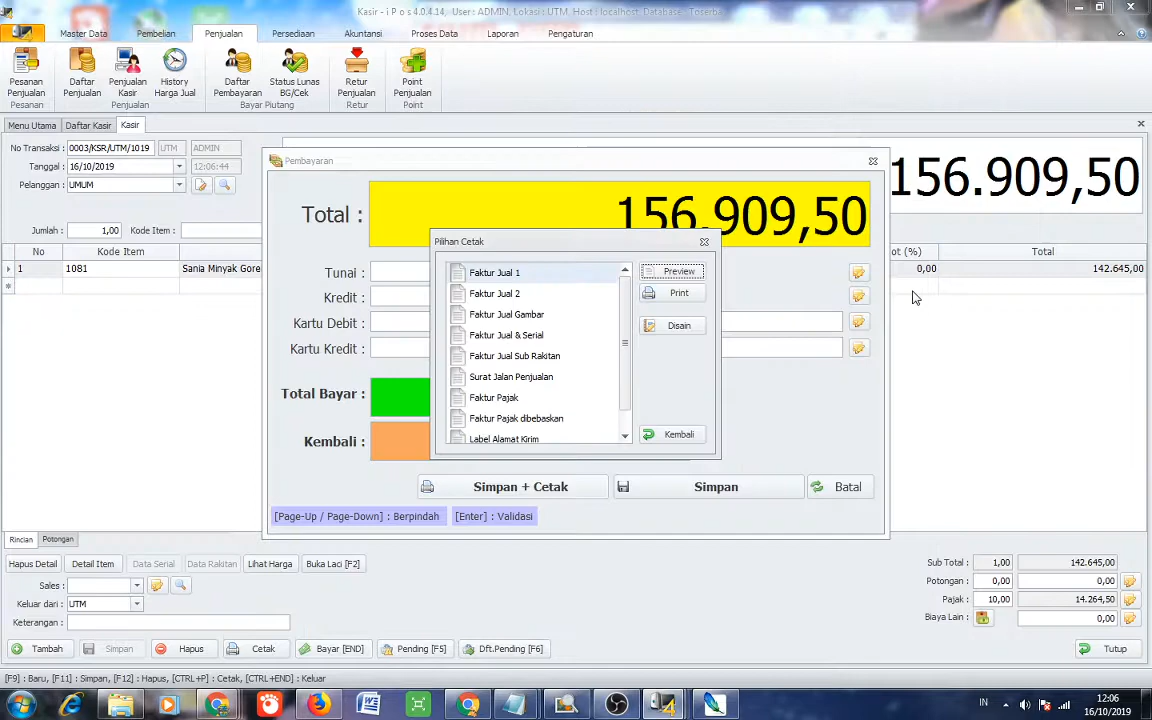 Kasir - i P o s 4.0.4.14, User : ADMIN, Lokasi : UTM, Host : localhost, Database : Toserba
Master Data Pembelian Penjualan Persediaan Akuntansi Proses Data Laporan Pengaturan
Pesanan Penjualan
Daftar Penjualan
Penjualan Kasir
History Harga Jual
Daftar Pembayaran
Status Lunas BG/Cek
Retur Penjualan
Point Penjualan
Pesanan Penjualan Bayar Piutang Retur Point
Menu Utama Daftar Kasir Kasir
No Transaksi : 0003/KSR/UTM/1019 UTM ADMIN
Tanggal : 16/10/2019 12:06:44
Pelanggan : UMUM
156.909,50
Jumlah : 1,00 Kode Item :
No Kode Item ot (%) Total
1 1081 Sania Minyak Gore 0,00 142.645,00
Pembayaran
Total : 156.909,50
Tunai :
Kredit :
Kartu Debit :
Kartu Kredit :
Total Bayar :
Kembali :
Simpan + Cetak Simpan Batal
[Page-Up / Page-Down] : Berpindah [Enter] : Validasi
Pilihan Cetak
Faktur Jual 1
Faktur Jual 2
Faktur Jual Gambar
Faktur Jual & Serial
Faktur Jual Sub Rakitan
Surat Jalan Penjualan
Faktur Pajak
Faktur Pajak dibebaskan
Label Alamat Kirim
Preview
Print
Disain
Kembali
Rincian Potongan
Hapus Detail Detail Item Data Serial Data Rakitan Lihat Harga Buka Laci [F2]
Sales :
Keluar dari : UTM
Keterangan :
Sub Total : 1,00 142.645,00
Potongan : 0,00 0,00
Pajak : 10,00 14.264,50
Biaya Lain : 0,00
Tambah Simpan Hapus Cetak Bayar [END] Pending [F5] Dft.Pending [F6] Tutup
[F9] : Baru, [F11] : Simpan, [F12] : Hapus, [CTRL+P] : Cetak, [CTRL+END] : Keluar
IN 12:06
16/10/2019